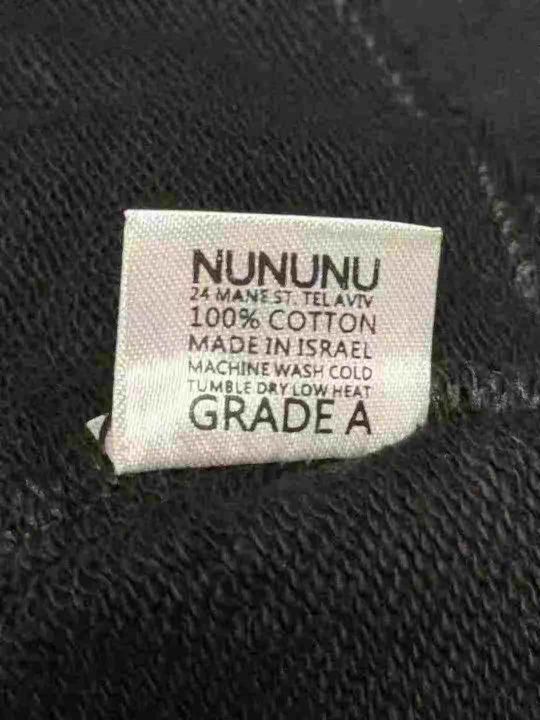 NUNUNU
24 MANE ST. TEL AVIV
100% COTTON
MADE IN ISRAEL
MACHINE WASH COLD
TUMBLE DRY LOW HEAT
GRADE A